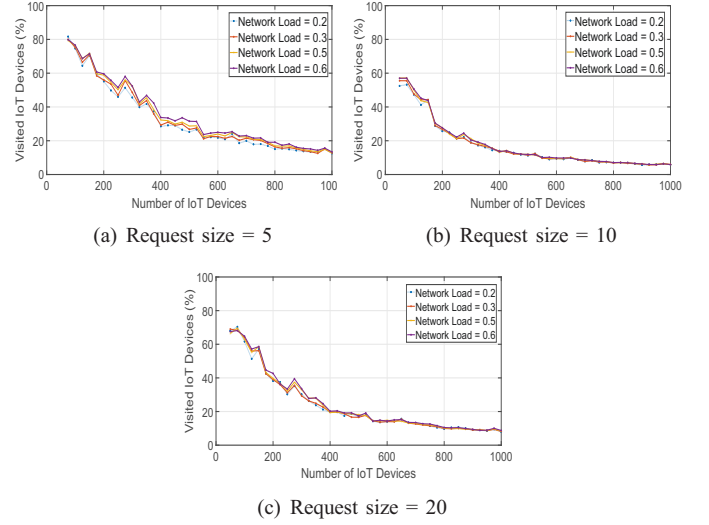 100
80
60
40
20
0
Visited IoT Devices (%)
Network Load = 0.2
Network Load = 0.3
Network Load = 0.5
Network Load = 0.6
0 200 400 600 800 100
Number of IoT Devices
(a) Request size = 5
100
80
60
40
20
0
Visited IoT Devices (%)
Network Load = 0.2
Network Load = 0.3
Network Load = 0.5
Network Load = 0.6
0 200 400 600 800 1000
Number of IoT Devices
(b) Request size = 10
100
80
60
40
20
0
Visited IoT Devices (%)
Network Load = 0.2
Network Load = 0.3
Network Load = 0.5
Network Load = 0.6
0 200 400 600 800 1000
Number of IoT Devices
(c) Request size = 20